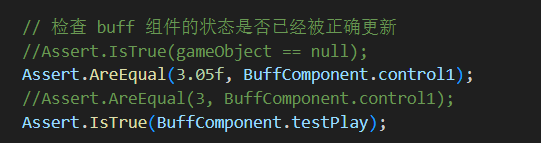 // 检查 buff 组件的状态是否已经被正确更新
//Assert.IsTrue(gameObject == null);
Assert.AreEqual(3.05f, BuffComponent.control1);
//Assert.AreEqual(3, BuffComponent.control1);
Assert.IsTrue(BuffComponent.testPlay);